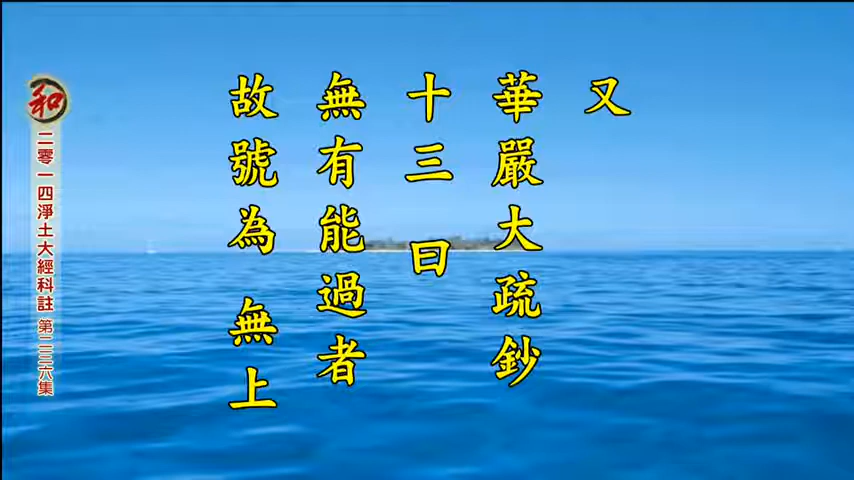 又
華嚴大疏鈔
十三 曰
無有能過者
故號為 無上
和
二零一四淨土大經科註 第二三六集